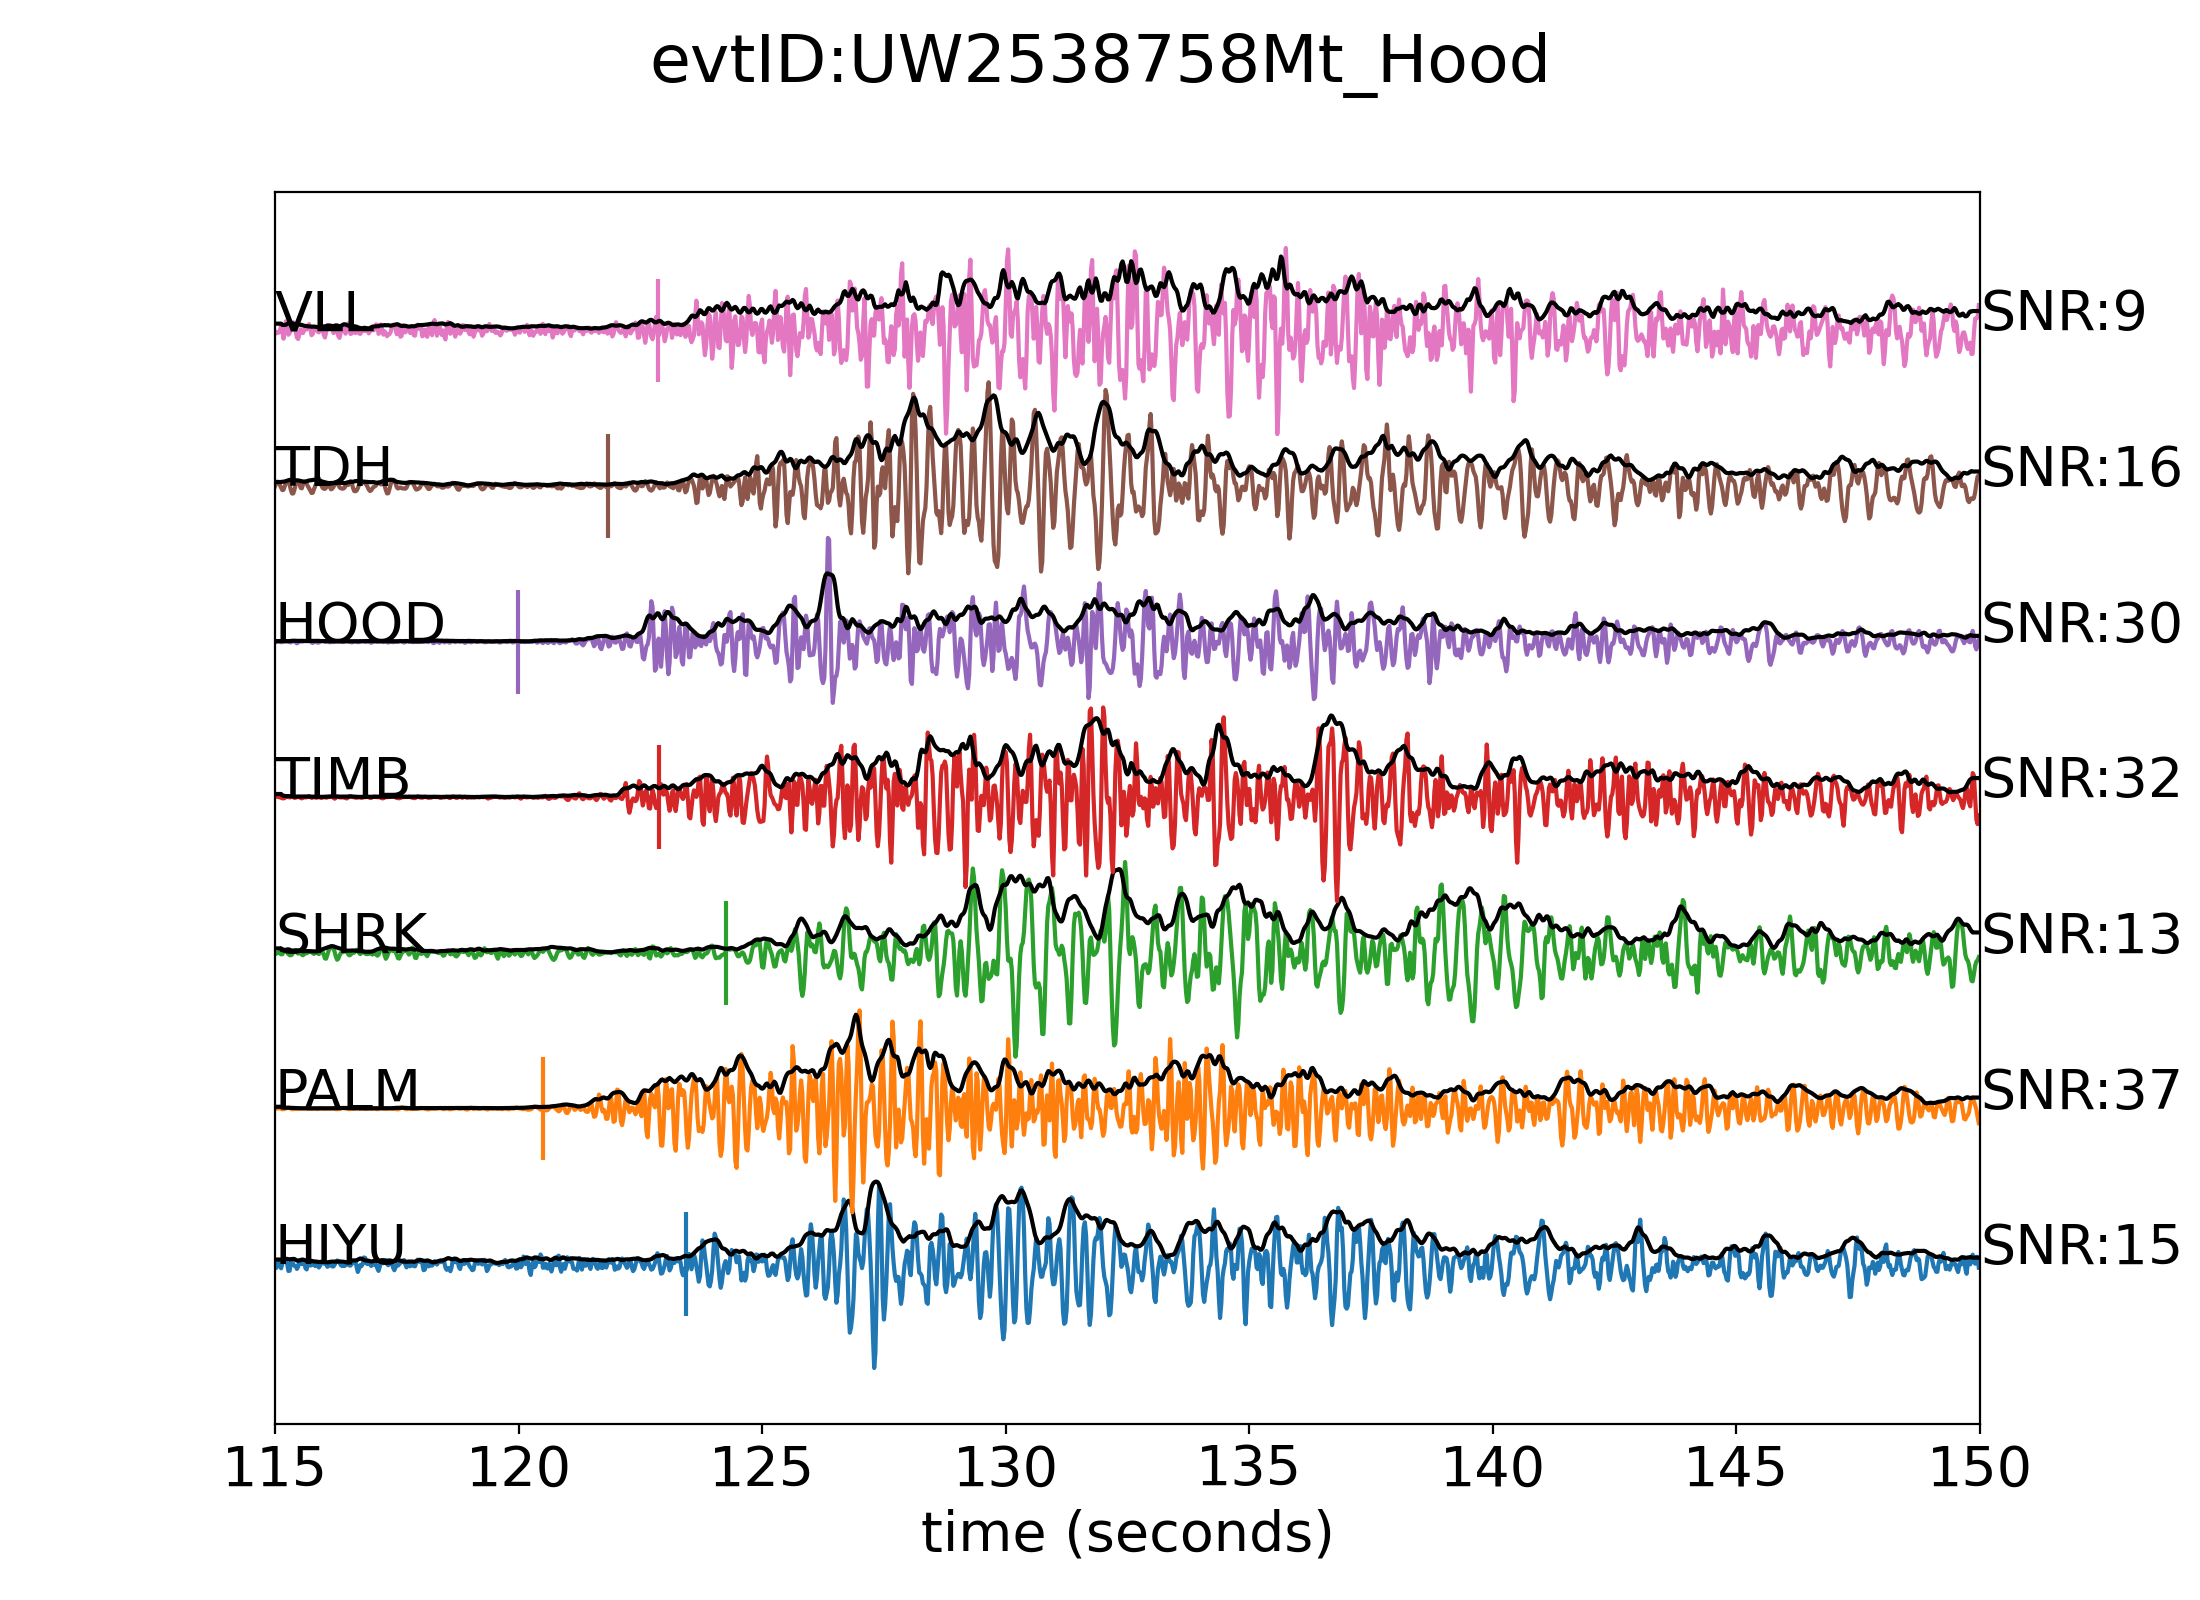 evtID:UW2538758Mt_Hood
VLL SNR:9
TDH SNR:16
HOOD SNR:30
TIMB SNR:32
SHRK SNR:13
PALM SNR:37
HIYU SNR:15
115 120 125 130 135 140 145 150
time (seconds)